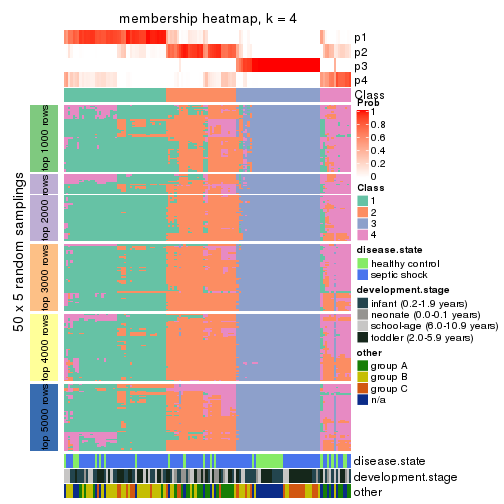 membership heatmap, k = 4
p1
p2
p3
p4
Class
Prob
1
0.8
0.6
0.4
0.2
0
Class
1
2
3
4
disease.state
healthy control
septic shock
development.stage
infant (0.2-1.9 years)
neonate (0.0-0.1 years)
school-age (6.0-10.9 years)
toddler (2.0-5.9 years)
other
group A
group B
group C
n/a
50 x 5 random samplings
top 1000 rows
top 2000 rows
top 3000 rows
top 4000 rows
top 5000 rows
disease.state
development.stage
other